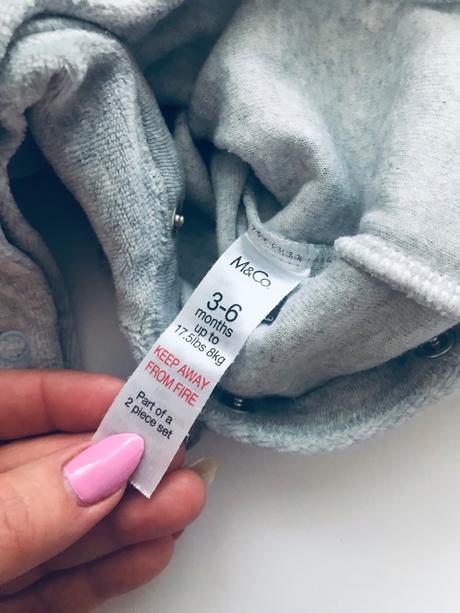 M&Co.
3-6
months
up to
17.5lbs 8kg
KEEP AWAY
FROM FIRE
Part of a
2 piece set